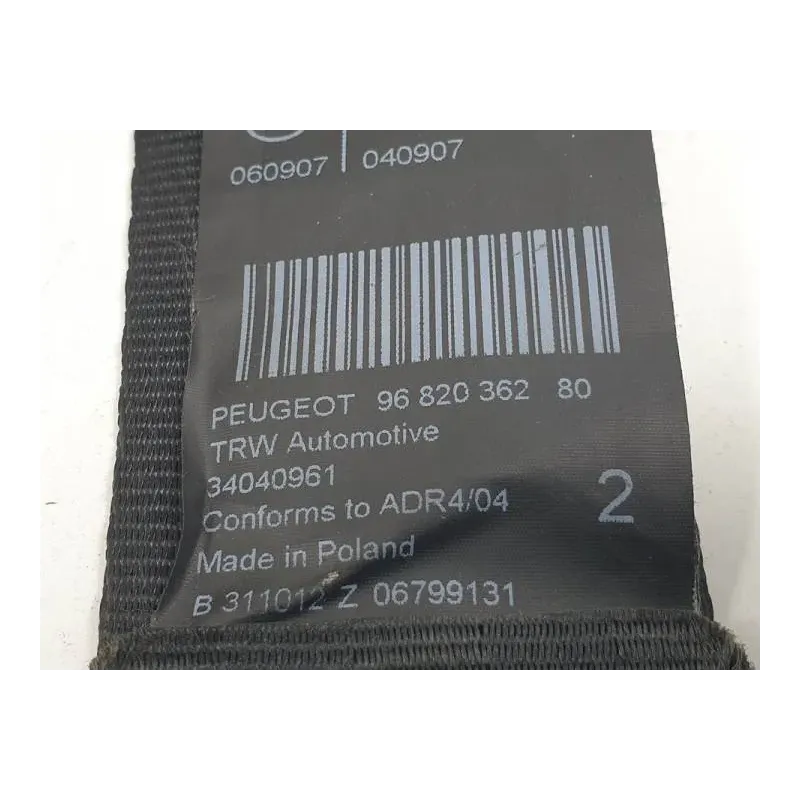 060907 | 040907
PEUGEOT 96 820 362 80
TRW Automotive
34040961
Conforms to ADR4/04 2
Made in Poland
B 311012 Z 06799131